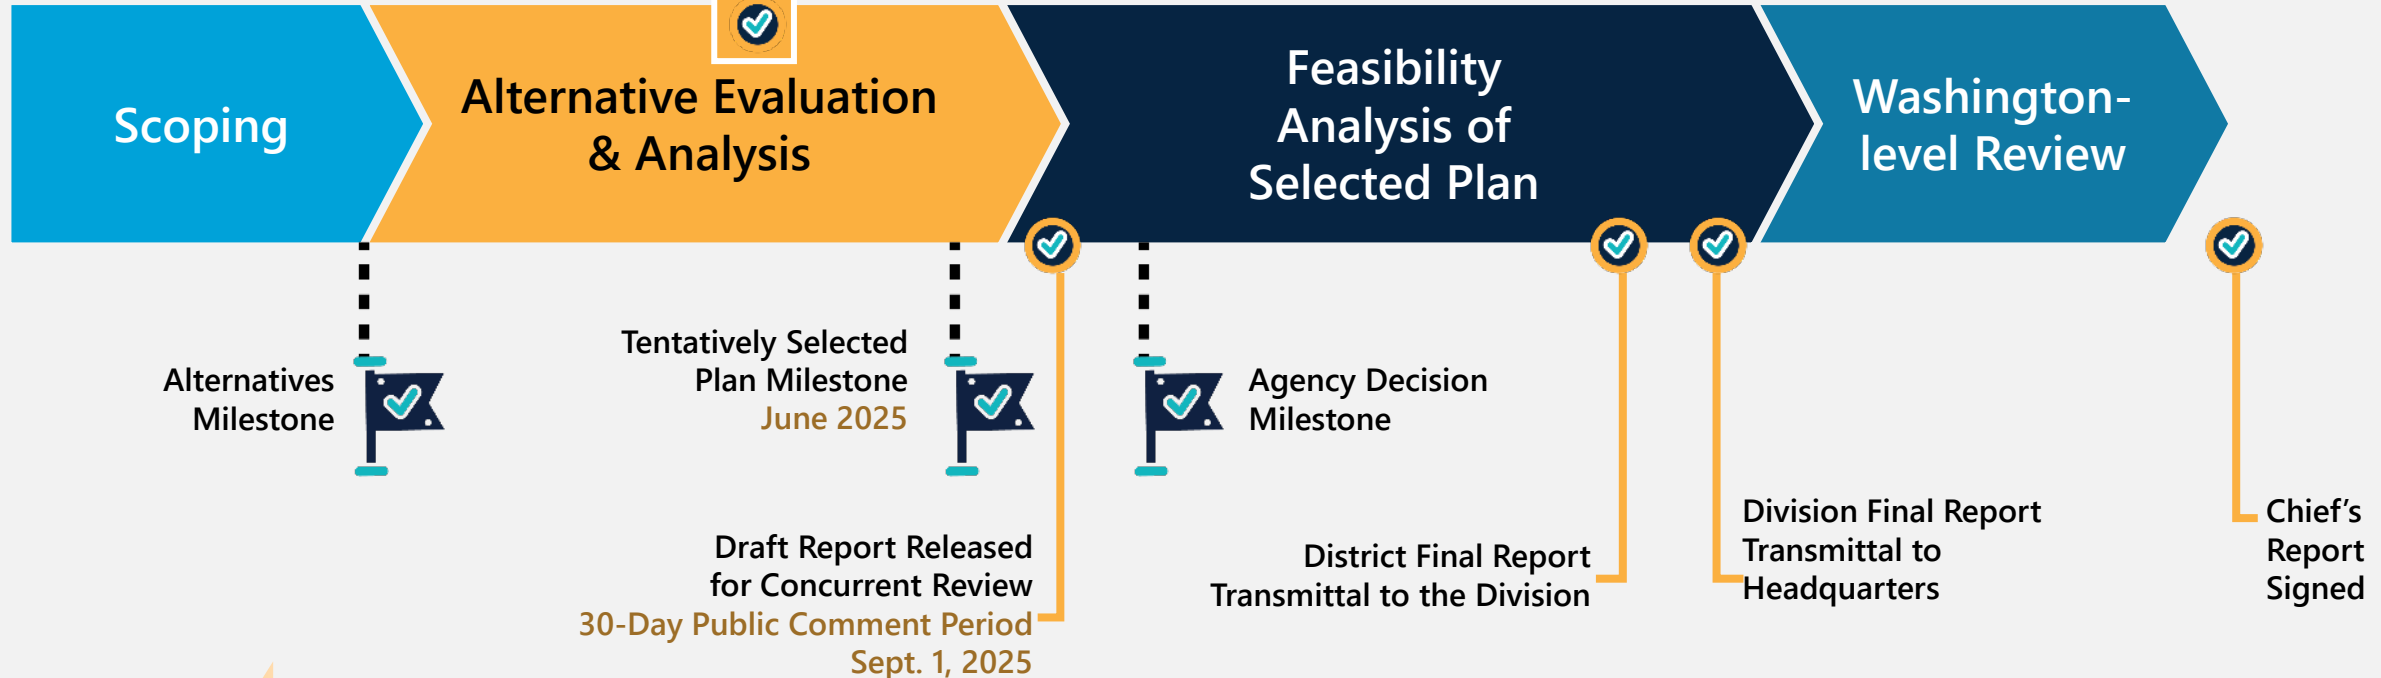 Scoping
Alternative Evaluation
& Analysis
Feasibility
Analysis of
Selected Plan
Washington-
level Review
Alternatives
Milestone
Tentatively Selected
Plan Milestone
June 2025
Agency Decision
Milestone
Draft Report Released
for Concurrent Review
30-Day Public Comment Period
Sept. 1, 2025
District Final Report
Transmittal to the Division
Division Final Report
Transmittal to
Headquarters
Chief’s
Report
Signed